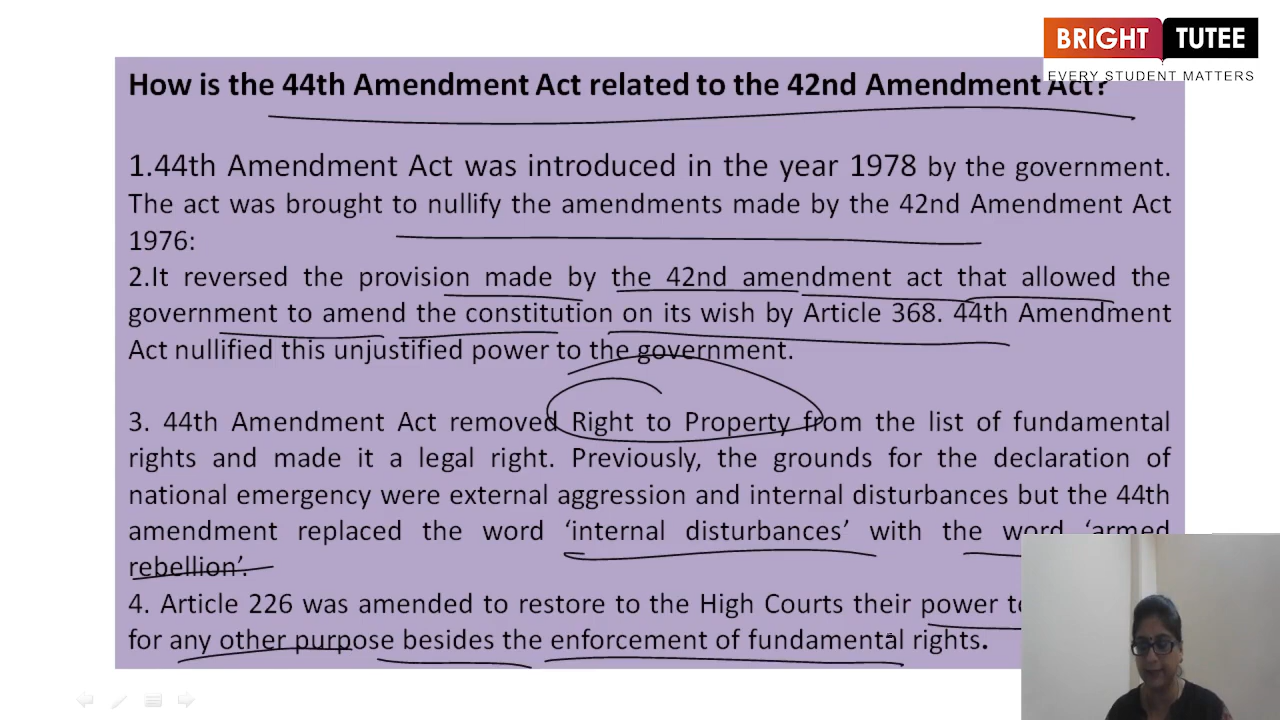 BRIGHT TUTEE
EVERY STUDENT MATTERS
How is the 44th Amendment Act related to the 42nd Amendment Act?
1.44th Amendment Act was introduced in the year 1978 by the government.
The act was brought to nullify the amendments made by the 42nd Amendment Act
1976:
2.It reversed the provision made by the 42nd amendment act that allowed the
government to amend the constitution on its wish by Article 368. 44th Amendment
Act nullified this unjustified power to the government.
3. 44th Amendment Act removed Right to Property from the list of fundamental
rights and made it a legal right. Previously, the grounds for the declaration of
national emergency were external aggression and internal disturbances but the 44th
amendment replaced the word ‘internal disturbances’ with the word ‘armed
rebellion’.
4. Article 226 was amended to restore to the High Courts their power
for any other purpose besides the enforcement of fundamental rights.